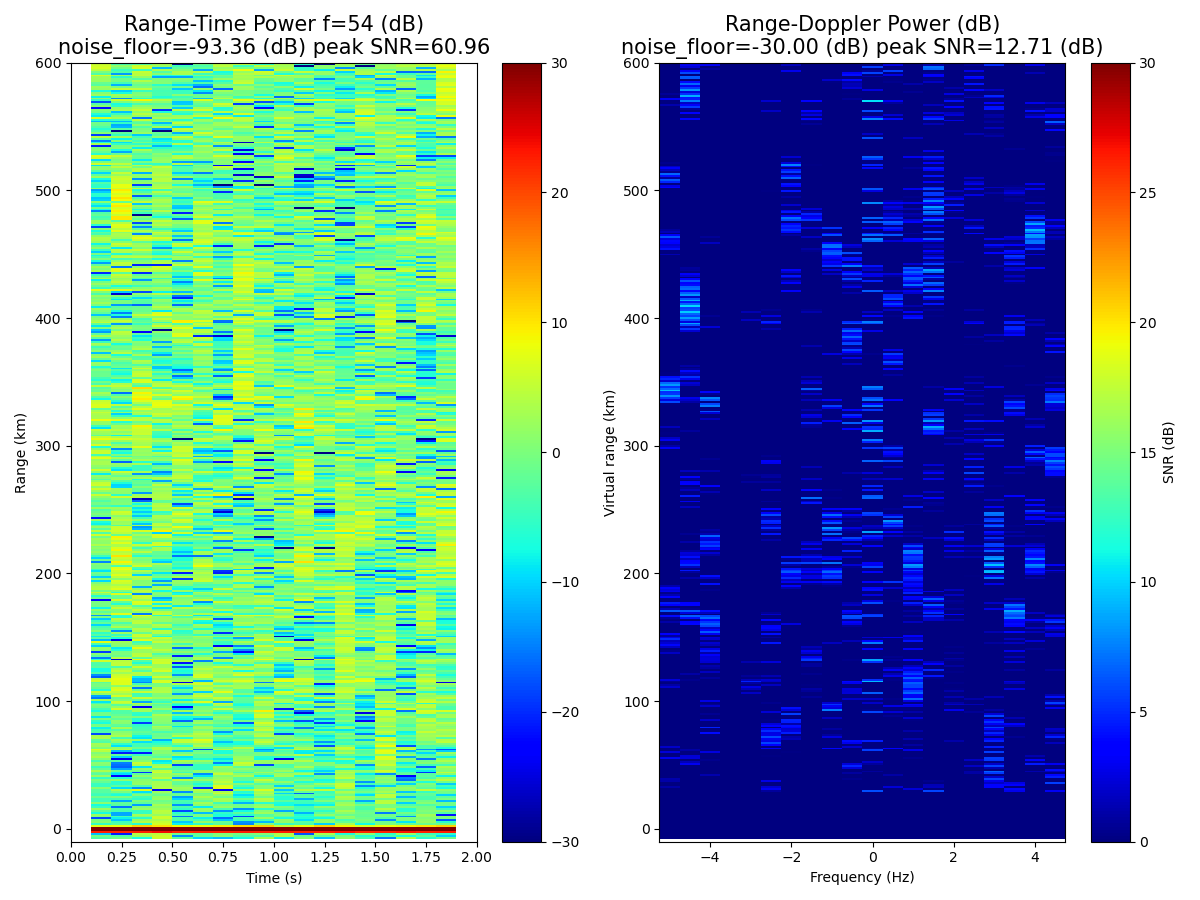 Range-Time Power f=54 (dB)
noise_floor=-93.36 (dB) peak SNR=60.96
Range-Doppler Power (dB)
noise_floor=-30.00 (dB) peak SNR=12.71 (dB)
600
500
400
300
200
100
0
Range (km)
0.00 0.25 0.50 0.75 1.00 1.25 1.50 1.75 2.00
Time (s)
30
20
10
0
−10
−20
−30
600
500
400
300
200
100
0
Virtual range (km)
−4 −2 0 2 4
Frequency (Hz)
30
25
20
15
10
5
0
SNR (dB)